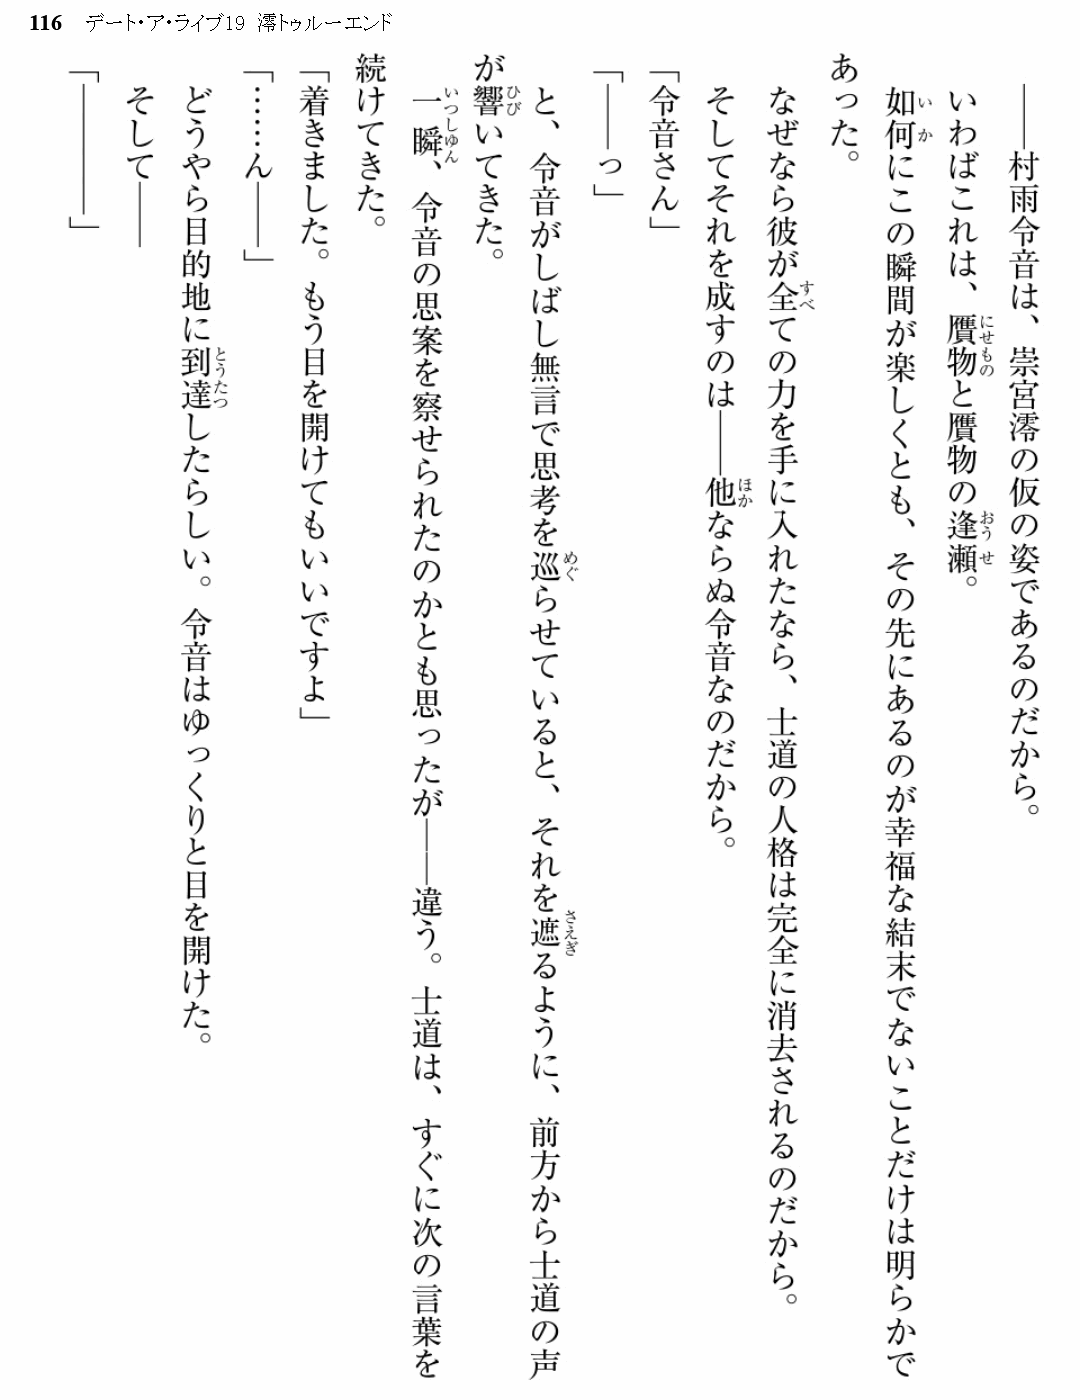 116 デート・ア・ライブ19 澪トゥルーエンド
――村雨令音は、崇宮澪の仮の姿であるのだから。
いわばこれは、贋物と贋物の逢瀬。
如何にこの瞬間が楽しくとも、その先にあるのが幸福な結末でないことだけは明らかで
あった。
なぜなら彼が全ての力を手に入れたなら、士道の人格は完全に消去されるのだから。
そしてそれを成すのは――他ならぬ令音なのだから。
「令音さん」
「――っ」
と、令音がしばし無言で思考を巡らせていると、それを遮るように、前方から士道の声
が響いてきた。
一瞬、令音の思案を察せられたのかとも思ったが――違う。士道は、すぐに次の言葉を
続けてきた。
「着きました。もう目を開けてもいいですよ」
「……ん――」
どうやら目的地に到達したらしい。令音はゆっくりと目を開けた。
そして――
「――――」